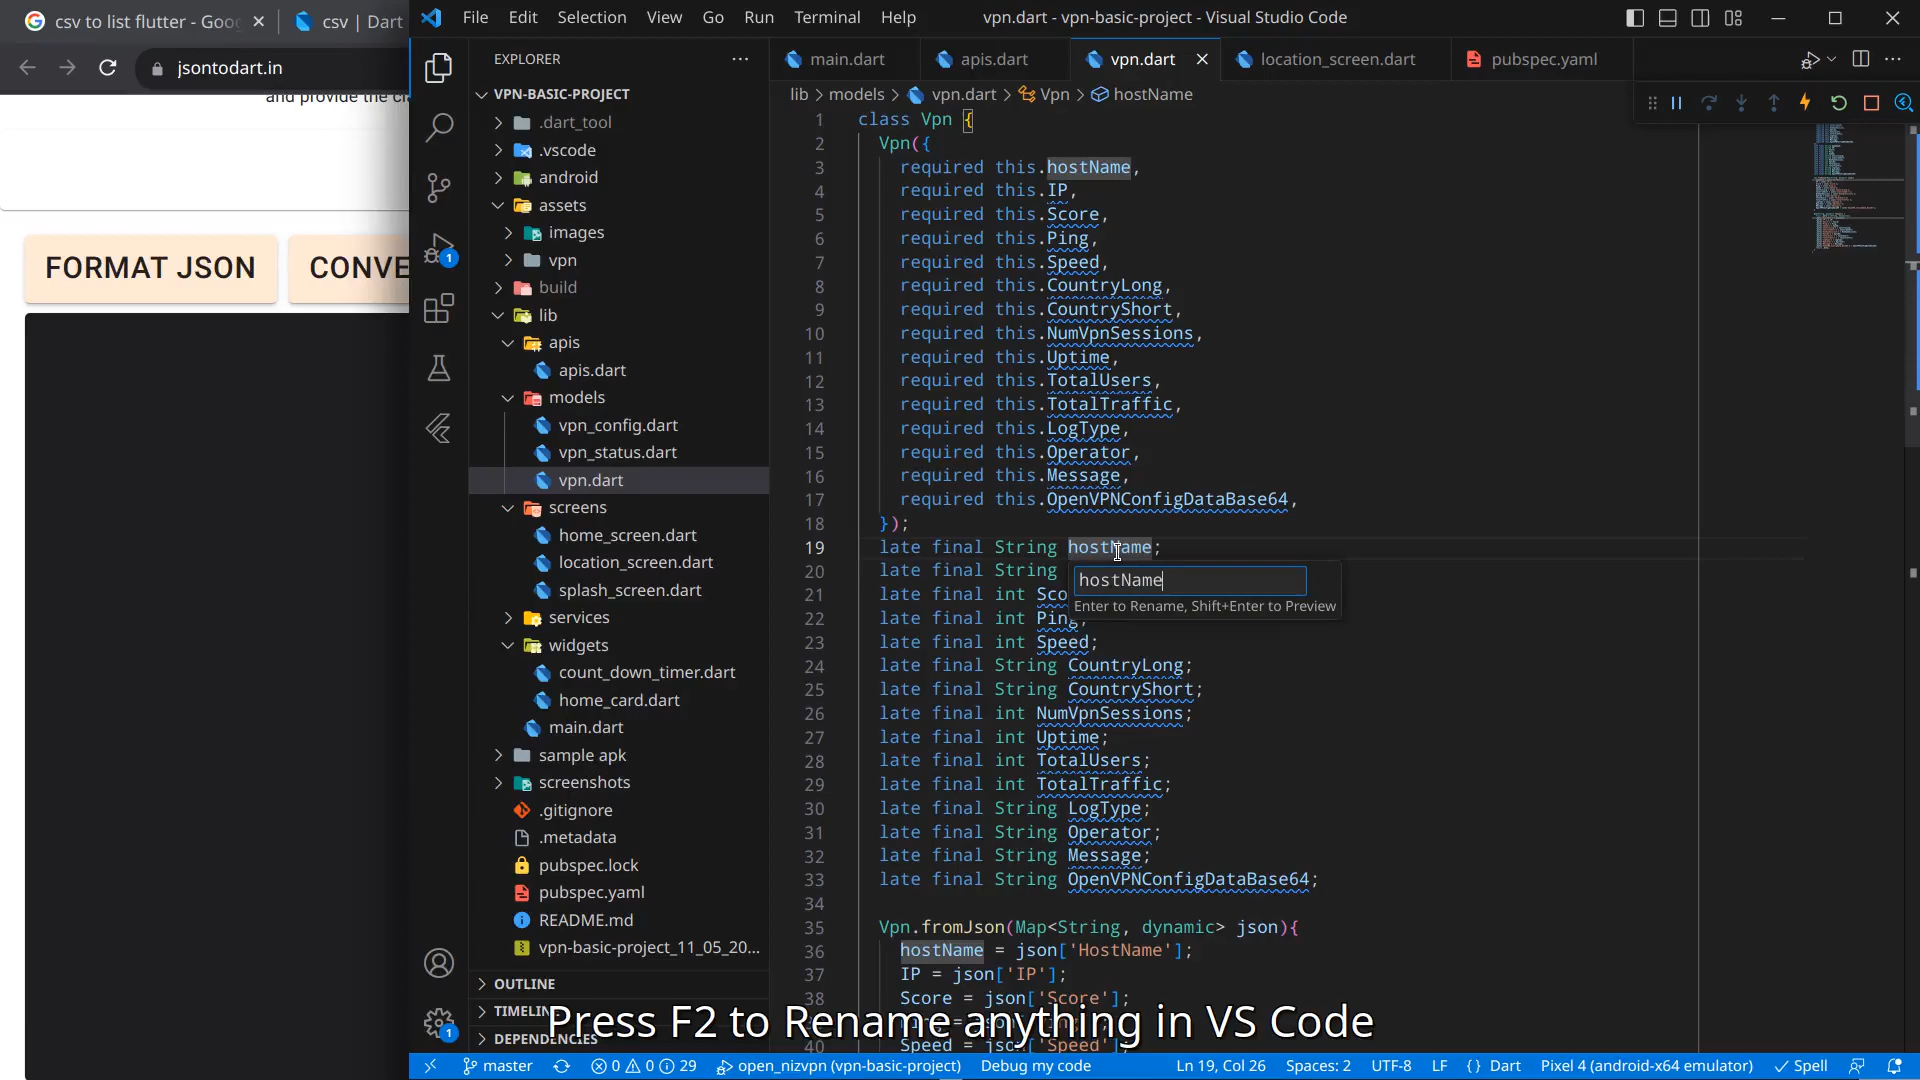 csv to list flutter - Goo
csv | Dart
jsontodart.in
and provide the cl
FORMAT JSON
CONVE
File Edit Selection View Go Run Terminal Help
vpn.dart - vpn-basic-project - Visual Studio Code
EXPLORER
VPN-BASIC-PROJECT
.dart_tool
.vscode
android
assets
images
vpn
build
lib
apis
apis.dart
models
vpn_config.dart
vpn_status.dart
vpn.dart
screens
home_screen.dart
location_screen.dart
splash_screen.dart
services
widgets
count_down_timer.dart
home_card.dart
main.dart
sample apk
screenshots
.gitignore
.metadata
pubspec.lock
pubspec.yaml
README.md
vpn-basic-project_11_05_20...
OUTLINE
TIMELINE
DEPENDENCIES
main.dart apis.dart vpn.dart location_screen.dart pubspec.yaml
lib > models > vpn.dart > Vpn > hostName
1 class Vpn {
2 Vpn({
3 required this.hostName,
4 required this.IP,
5 required this.Score,
6 required this.Ping,
7 required this.Speed,
8 required this.CountryLong,
9 required this.CountryShort,
10 required this.NumVpnSessions,
11 required this.Uptime,
12 required this.TotalUsers,
13 required this.TotalTraffic,
14 required this.LogType,
15 required this.Operator,
16 required this.Message,
17 required this.OpenVPNConfigDataBase64,
18 });
19 late final String hostName;
20 late final String
21 late final int Sco
22 late final int Ping;
23 late final int Speed;
24 late final String CountryLong;
25 late final String CountryShort;
26 late final int NumVpnSessions;
27 late final int Uptime;
28 late final int TotalUsers;
29 late final int TotalTraffic;
30 late final String LogType;
31 late final String Operator;
32 late final String Message;
33 late final String OpenVPNConfigDataBase64;
34
35 Vpn.fromJson(Map<String, dynamic> json){
36 hostName = json['HostName'];
37 IP = json['IP'];
38 Score = json['Score'];
40 Speed = json['Speed'];
hostName
Enter to Rename, Shift+Enter to Preview
Press F2 to Rename anything in VS Code
1
1
master 0 0 29 open_nizvpn (vpn-basic-project) Debug my code Ln 19, Col 26 Spaces: 2 UTF-8 LF { } Dart Pixel 4 (android-x64 emulator) Spell